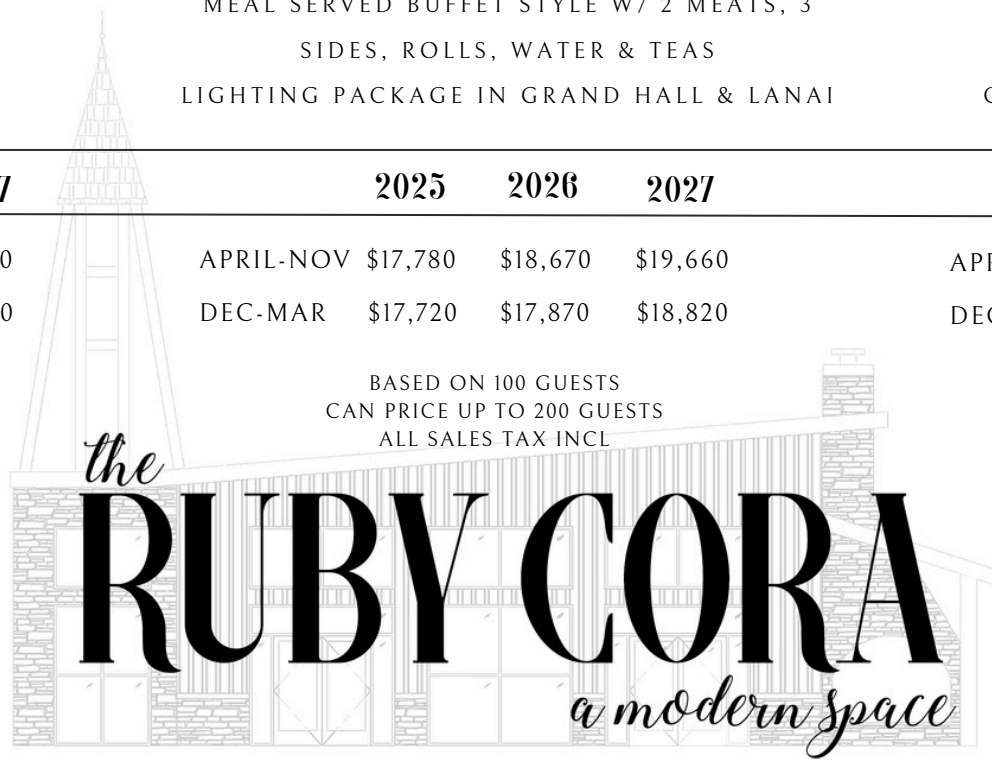 MEAL SERVED BUFFET STYLE W/ 2 MEATS, 3
SIDES, ROLLS, WATER & TEAS
LIGHTING PACKAGE IN GRAND HALL & LANAI
2025 2026 2027
APRIL-NOV $17,780 $18,670 $19,660
DEC-MAR $17,720 $17,870 $18,820
BASED ON 100 GUESTS
CAN PRICE UP TO 200 GUESTS
ALL SALES TAX INCL
the
RUBY CORA
a modern space